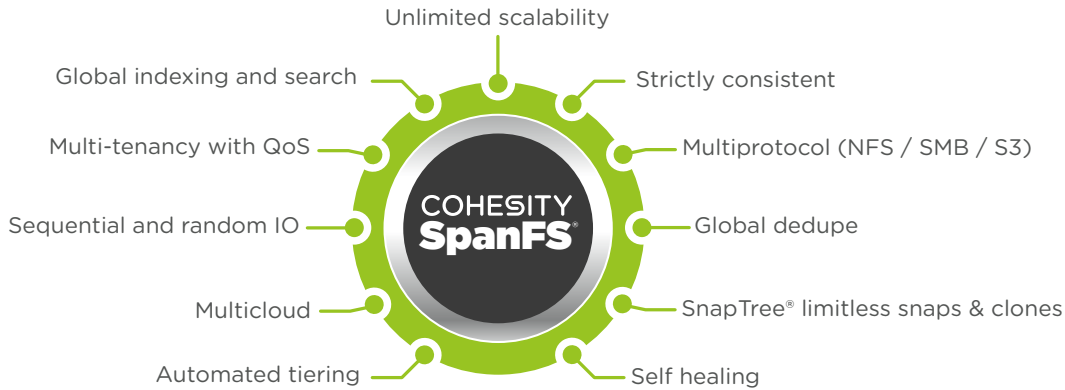 Unlimited scalability
Global indexing and search
Strictly consistent
Multi-tenancy with QoS
Multiprotocol (NFS / SMB / S3)
COHESITY
SpanFS®
Sequential and random IO
Global dedupe
Multicloud
SnapTree® limitless snaps & clones
Automated tiering
Self healing